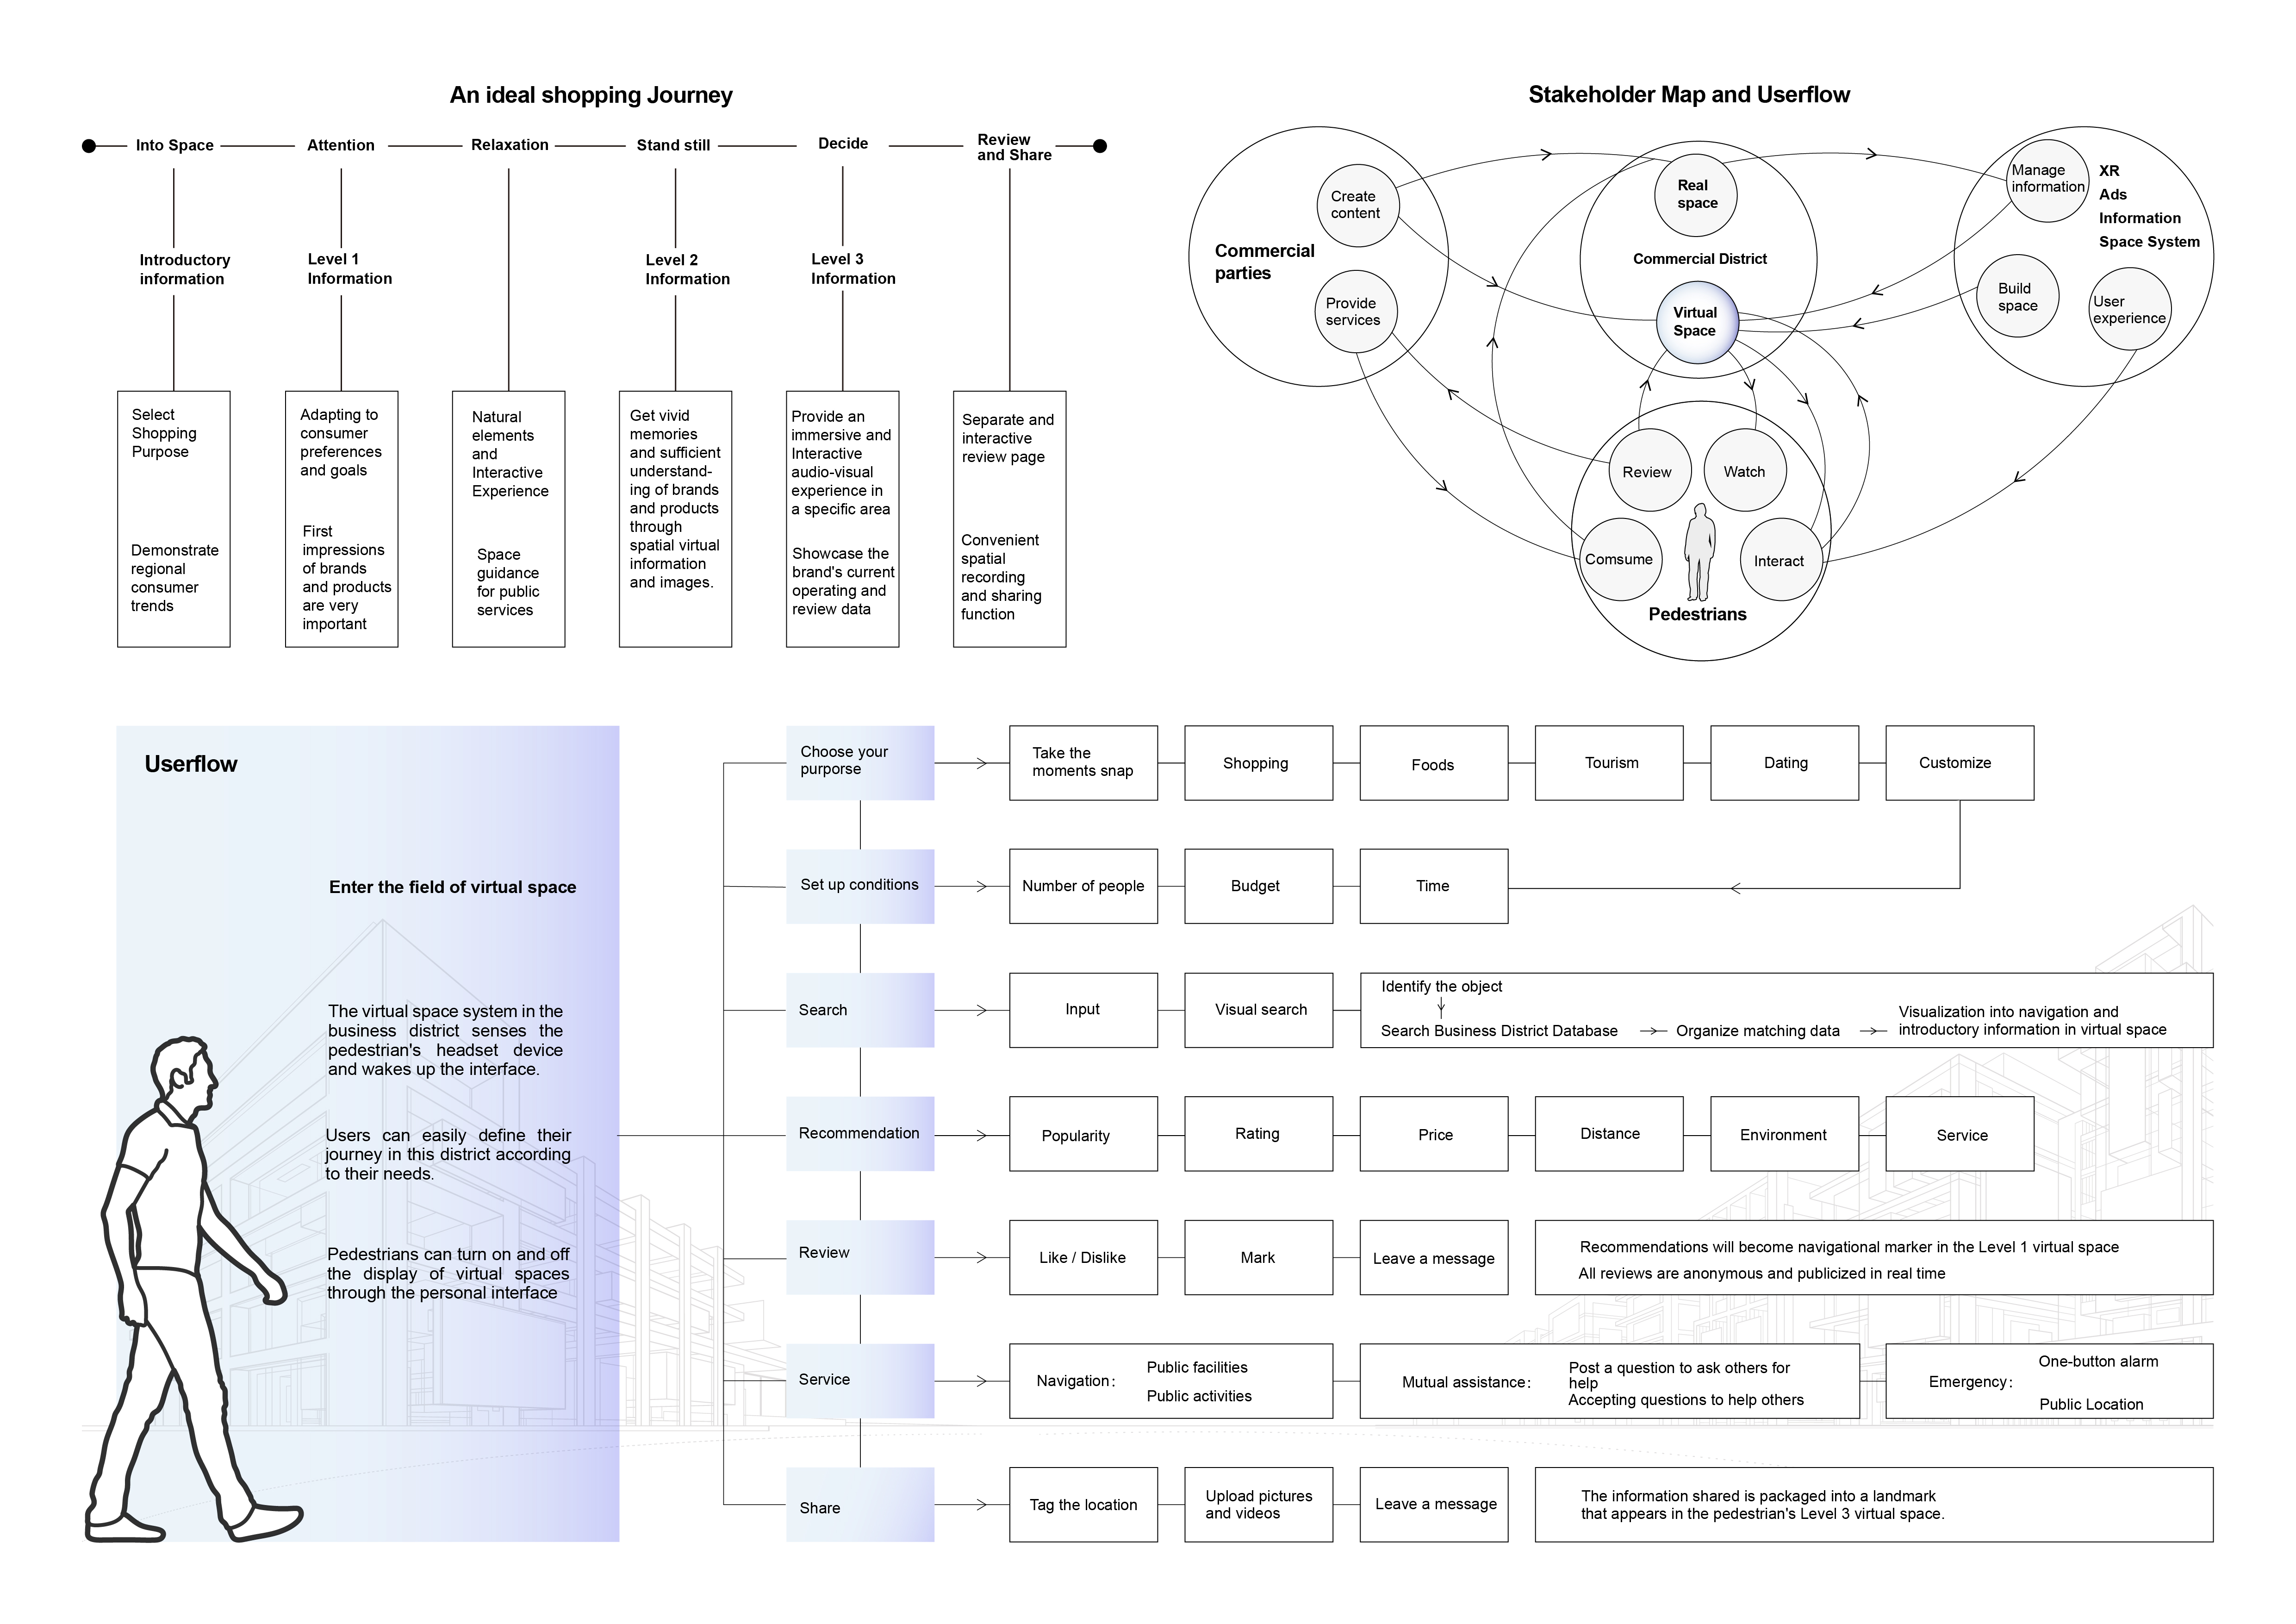 An ideal shopping Journey
Into Space
Attention
Relaxation
Stand still
Decide
Review
and Share
Introductory
information
Level 1
Information
Level 2
Information
Level 3
Information
Select
Shopping
Purpose
Demonstrate
regional
consumer
trends
Adapting to
consumer
preferences
and goals
First
impressions
of brands
and products
are very
important
Natural
elements
and
Interactive
Experience
Space
guidance
for public
services
Get vivid
memories
and sufficient
understand-
ing of brands
and products
through
spatial virtual
information
and images.
Provide an
immersive and
Interactive
audio-visual
experience in
a specific area
Showcase the
brand's current
operating and
review data
Separate and
interactive
review page
Convenient
spatial
recording
and sharing
function
Stakeholder Map and Userflow
Commercial
parties
Create
content
Provide
services
Real
space
Commercial District
Virtual
Space
Manage
information
XR
Ads
Information
Space System
Build
space
User
experience
Review
Watch
Comsume
Interact
Pedestrians
Userflow
Enter the field of virtual space
The virtual space system in the
business district senses the
pedestrian's headset device
and wakes up the interface.
Users can easily define their
journey in this district according
to their needs.
Pedestrians can turn on and off
the display of virtual spaces
through the personal interface
Choose your
purporse
Take the
moments snap
Shopping
Foods
Tourism
Dating
Customize
Set up conditions
Number of people
Budget
Time
Search
Input
Visual search
Identify the object
Search Business District Database
Organize matching data
Visualization into navigation and
introductory information in virtual space
Recommendation
Popularity
Rating
Price
Distance
Environment
Service
Review
Like / Dislike
Mark
Leave a message
Recommendations will become navigational marker in the Level 1 virtual space
All reviews are anonymous and publicized in real time
Service
Navigation:
Public facilities
Public activities
Mutual assistance:
Post a question to ask others for
help
Accepting questions to help others
Emergency:
One-button alarm
Public Location
Share
Tag the location
Upload pictures
and videos
Leave a message
The information shared is packaged into a landmark
that appears in the pedestrian's Level 3 virtual space.